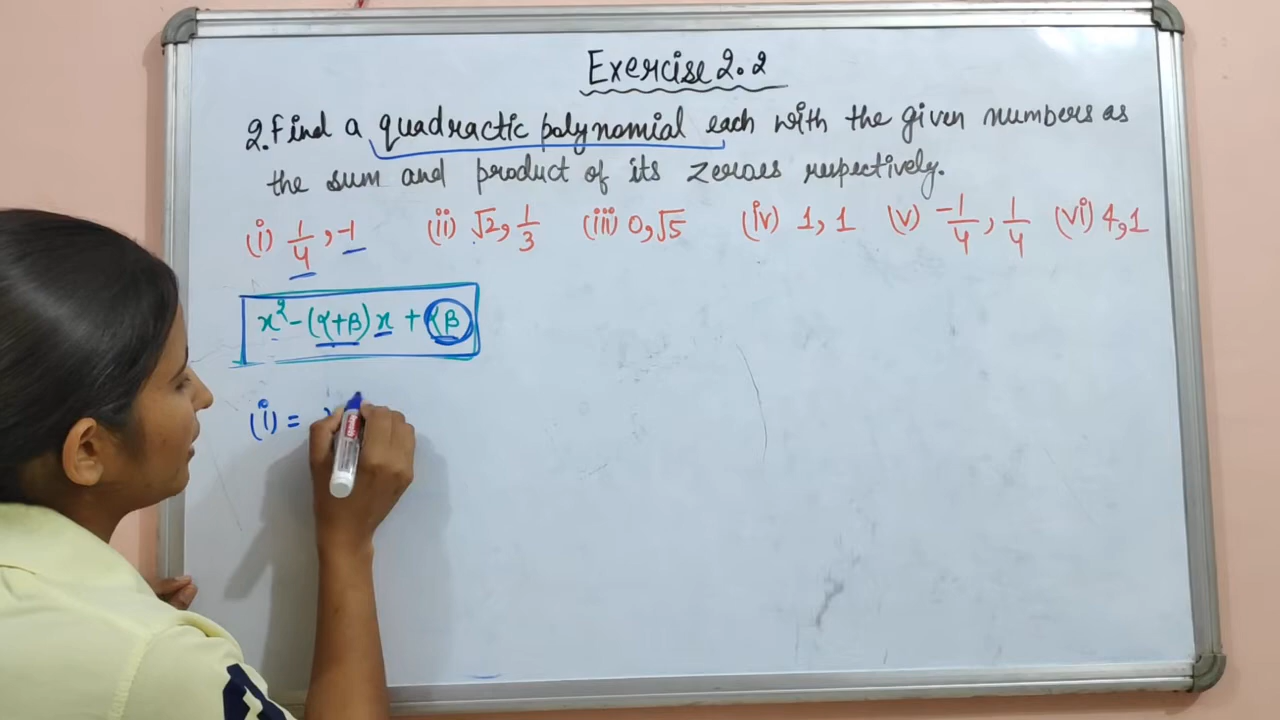 Exercise 2.2
2. Find a quadractic polynomial each with the given numbers as
the sum and product of its zeroes respectively.
(i) 1/4, -1 (ii) √2, 1/3 (iii) 0, √5 (iv) 1, 1 (v) -1/4, 1/4 (vi) 4, 1
x² - (α+β)x + αβ
(i) =